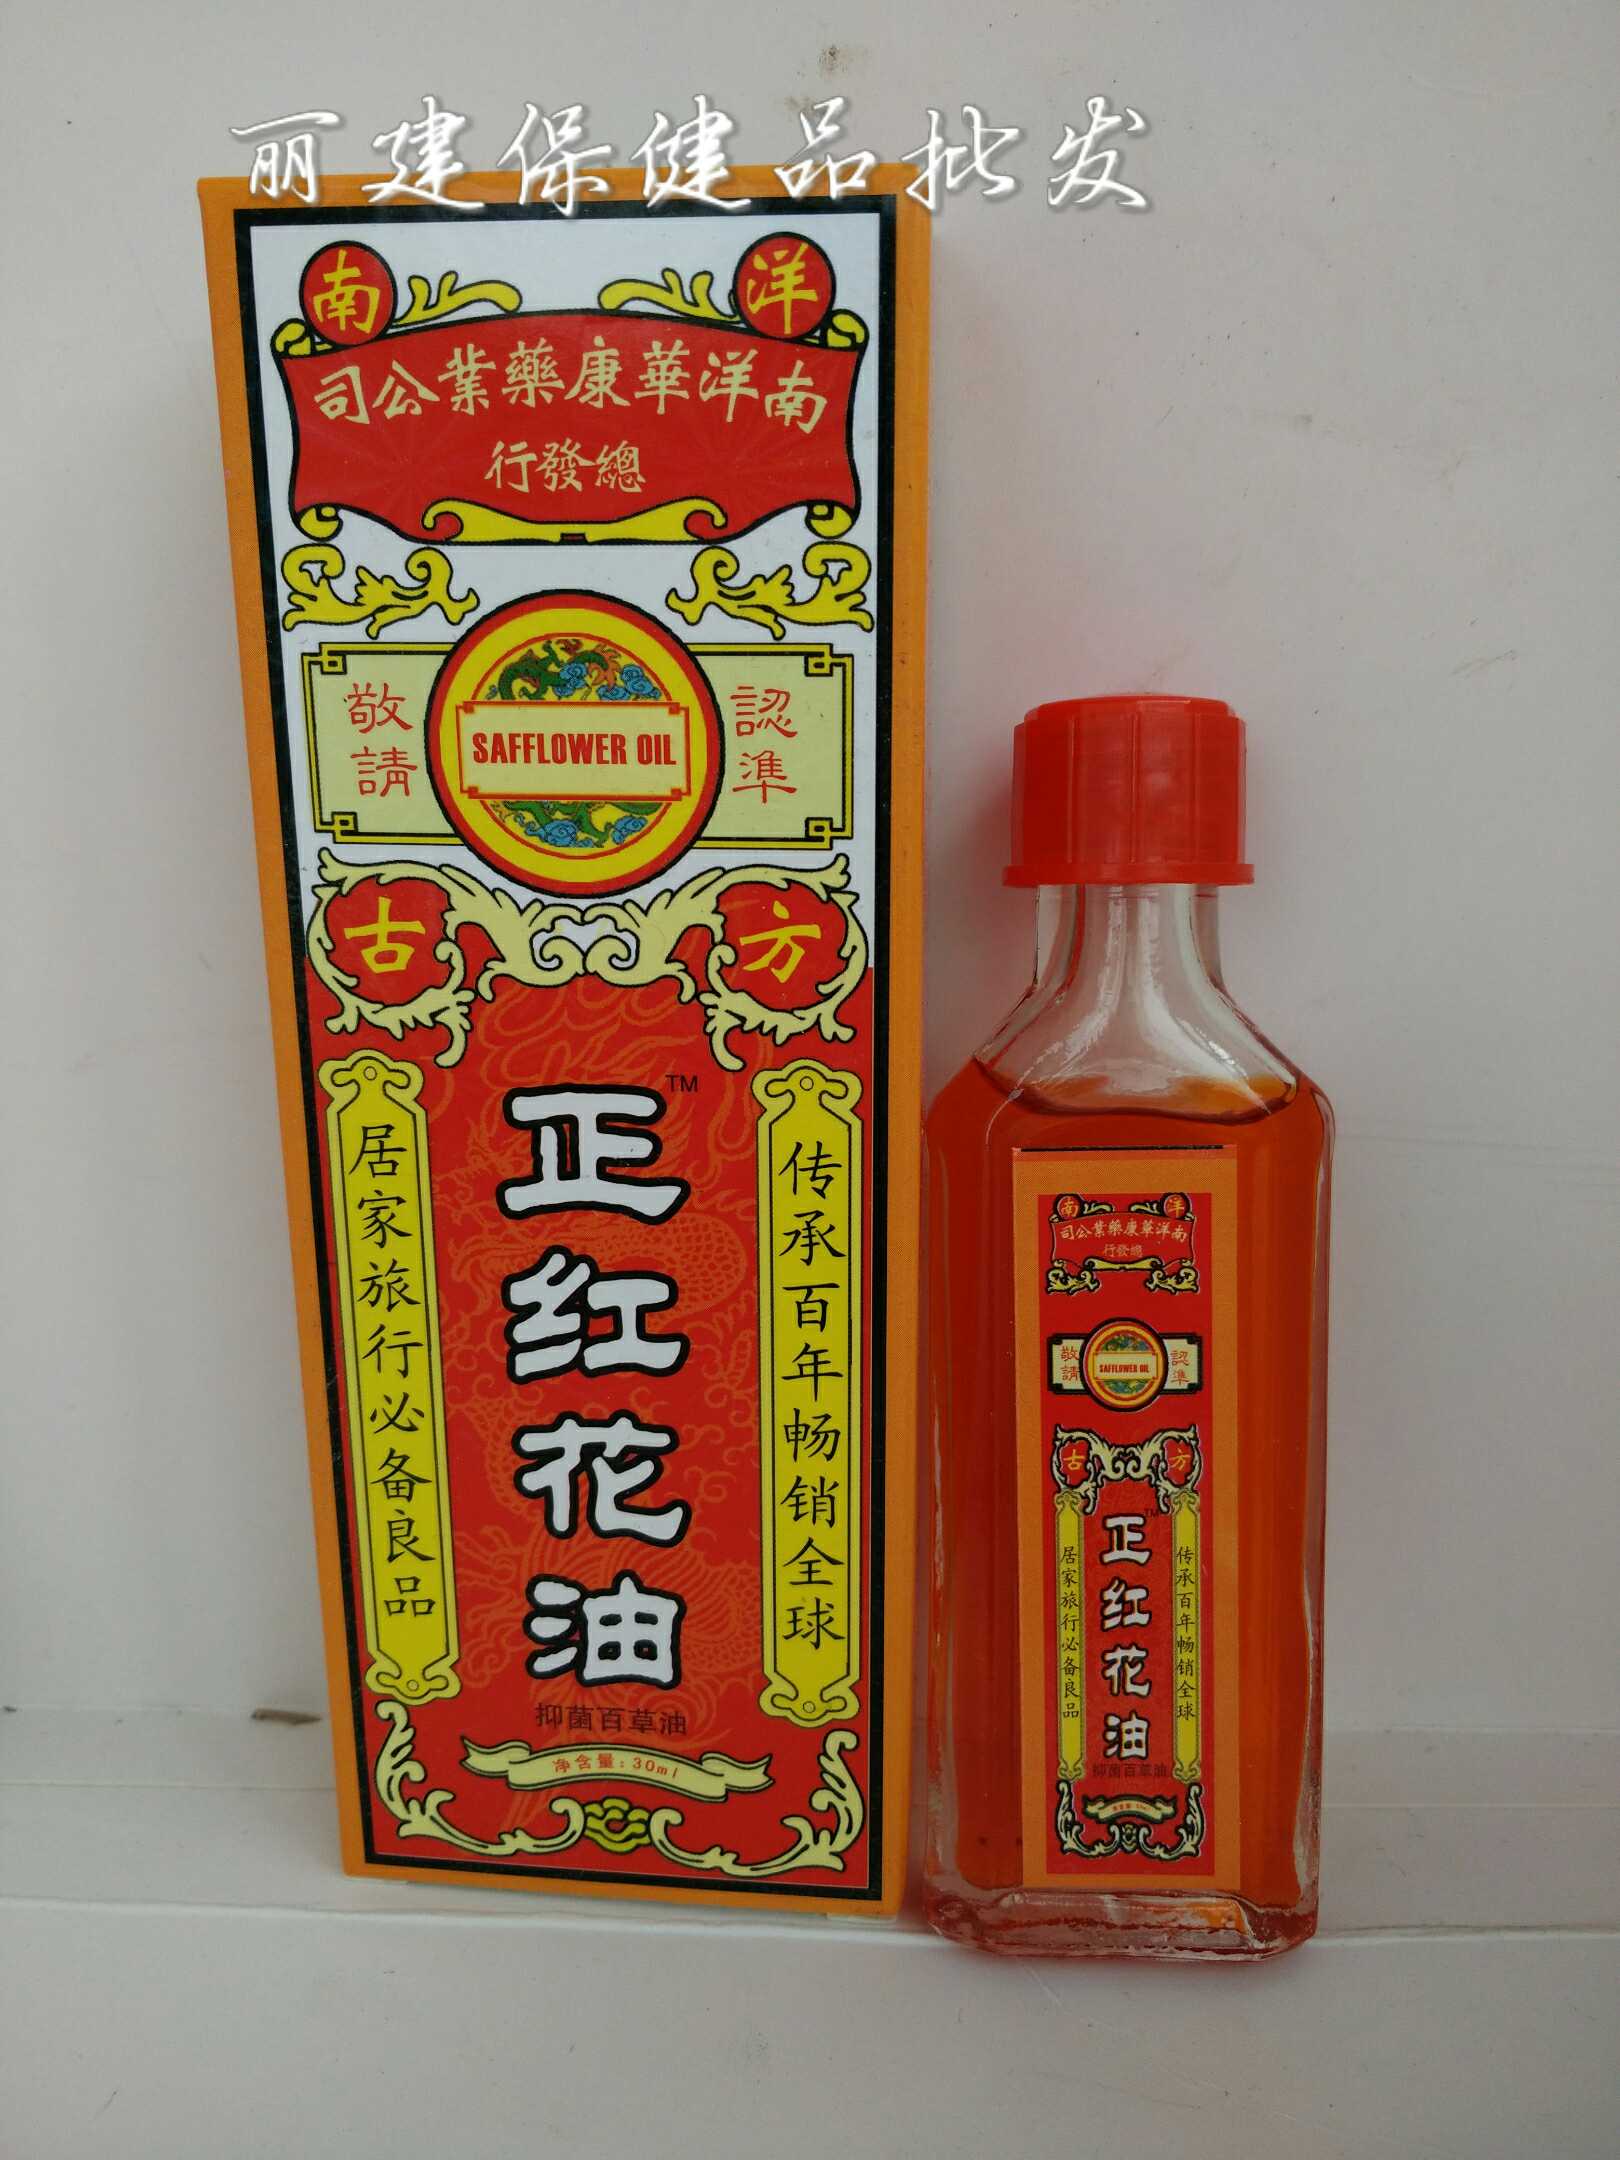 丽建保健品批发
南 洋
南洋華康藥業公司
總發行
敬請
SAFFLOWER OIL
認準
古 方
正红花油
TM
居家旅行必备良品
传承百年畅销全球
抑菌百草油
净含量:30ml
南 洋
南洋華康藥業公司
總發行
敬請
SAFFLOWER OIL
認準
古 方
正红花油
TM
居家旅行必备良品
传承百年畅销全球
抑菌百草油